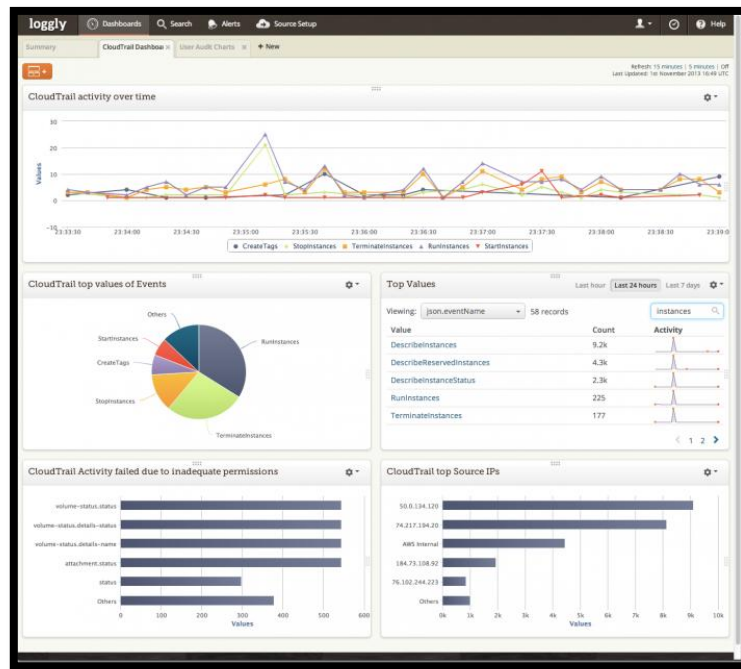 loggly Dashboards Search Alerts Source Setup Help
Summary CloudTrail Dashboar × User Audit Charts × + New
Refresh: 15 minutes | 5 minutes | Off
Last Updated: 1st November 2013 16:49 UTC
CloudTrail activity over time
30
20
10
0
-10
Values
23:33:30 23:34:00 23:34:30 23:35:00 23:35:30 23:36:00 23:36:30 23:37:00 23:37:30 23:38:00 23:38:30 23:39:0
CreateTags StopInstances TerminateInstances RunInstances StartInstances
CloudTrail top values of Events
Others
StartInstances
CreateTags
StopInstances
RunInstances
TerminateInstances
Top Values Last hour Last 24 hours Last 7 days
Viewing: json.eventName 58 records instances
Value Count Activity
DescribeInstances 9.2k
DescribeReservedInstances 4.3k
DescribeInstanceStatus 2.3k
RunInstances 225
TerminateInstances 177
< 1 2 >
CloudTrail Activity failed due to inadequate permissions
volume-status.status
volume-status.details-status
volume-status.details-name
attachment.status
status
Others
0 100 200 300 400 500 600
Values
CloudTrail top Source IPs
50.0.134.120
74.217.194.20
AWS Internal
184.73.108.92
76.102.244.223
Others
0k 1k 2k 3k 4k 5k 6k 7k 8k 9k 10k
Values